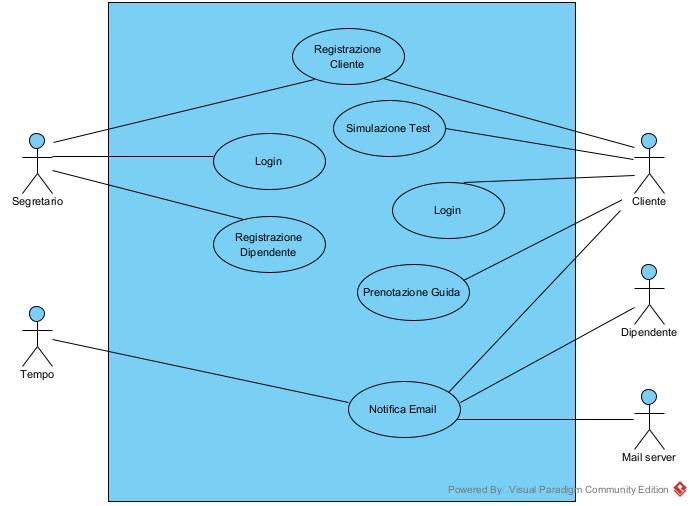 Registrazione
Cliente
Simulazione Test
Login
Segretario
Login
Cliente
Registrazione
Dipendente
Prenotazione Guida
Dipendente
Tempo
Notifica Email
Mail server
Powered By Visual Paradigm Community Edition